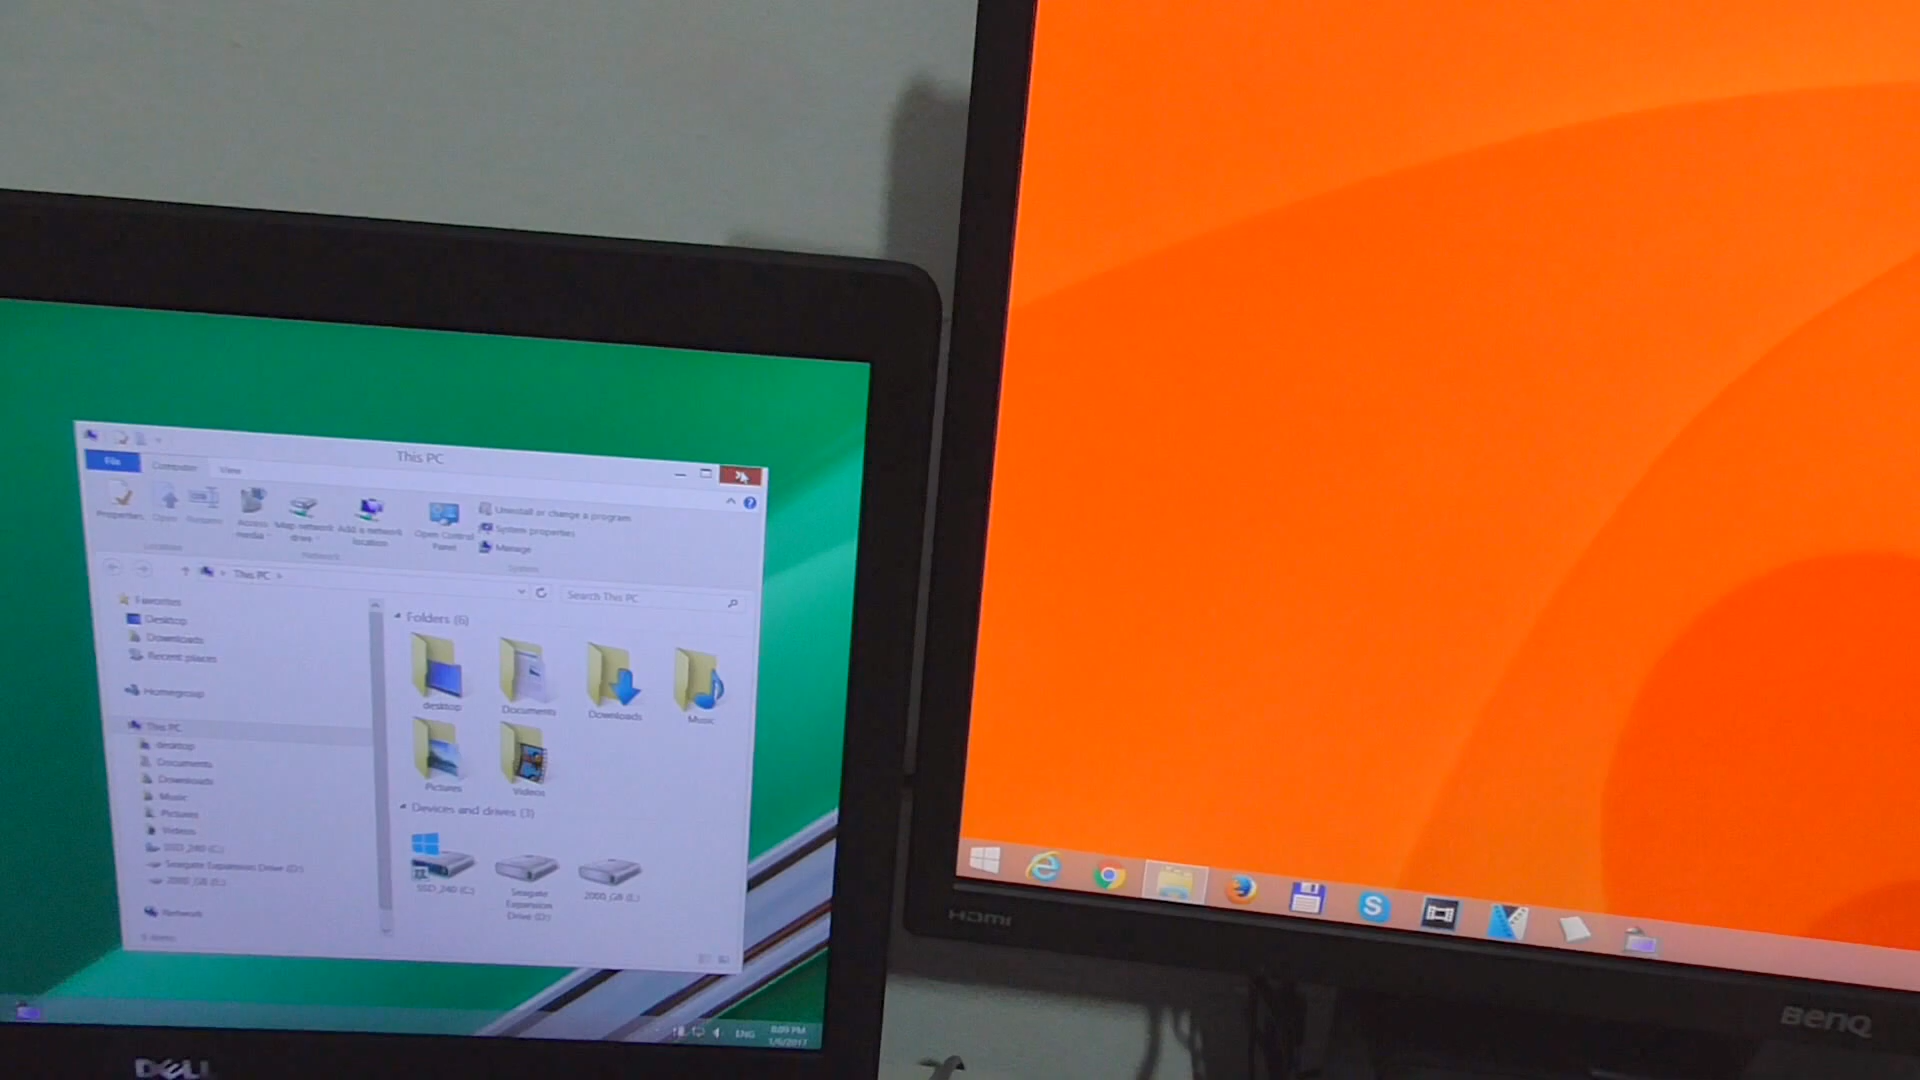 This PC
File Computer View
Properties Open Rename Access media Map network drive Add a network location Open Control Panel
Uninstall or change a program
System properties
Manage
Location Network System
This PC
Search This PC
Favorites
Desktop
Downloads
Recent places
Homegroup
This PC
desktop
Documents
Downloads
Music
Pictures
Videos
SSD_240 (C:)
Seagate Expansion Drive (D:)
2000_GB (E:)
Network
9 items
Folders (6)
desktop Documents Downloads Music
Pictures Videos
Devices and drives (3)
SSD_240 (C:) Seagate Expansion Drive (D:) 2000_GB (E:)
ENG
8:09 PM
1/6/2017
DELL
HDMI
BenQ